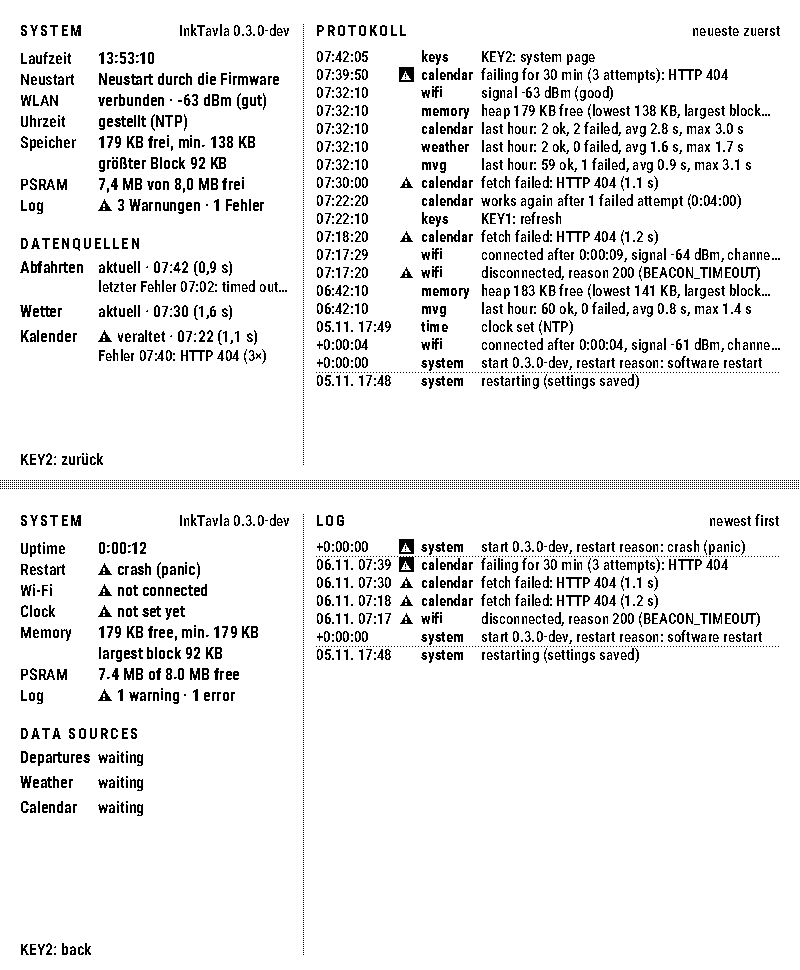 SYSTEM InkTavla 0.3.0-dev
Laufzeit 13:53:10
Neustart Neustart durch die Firmware
WLAN verbunden · -63 dBm (gut)
Uhrzeit gestellt (NTP)
Speicher 179 KB frei, min. 138 KB
größter Block 92 KB
PSRAM 7,4 MB von 8,0 MB frei
Log ⚠ 3 Warnungen · 1 Fehler
DATENQUELLEN
Abfahrten aktuell · 07:42 (0,9 s)
letzter Fehler 07:02: timed out...
Wetter aktuell · 07:30 (1,6 s)
Kalender ⚠ veraltet · 07:22 (1,1 s)
Fehler 07:40: HTTP 404 (3×)
KEY2: zurück
PROTOKOLL neueste zuerst
07:42:05 keys KEY2: system page
07:39:50 ⚠ calendar failing for 30 min (3 attempts): HTTP 404
07:32:10 wifi signal -63 dBm (good)
07:32:10 memory heap 179 KB free (lowest 138 KB, largest block...
07:32:10 calendar last hour: 2 ok, 2 failed, avg 2.8 s, max 3.0 s
07:32:10 weather last hour: 2 ok, 0 failed, avg 1.6 s, max 1.7 s
07:32:10 mvg last hour: 59 ok, 1 failed, avg 0.9 s, max 3.1 s
07:30:00 ⚠ calendar fetch failed: HTTP 404 (1.1 s)
07:22:20 calendar works again after 1 failed attempt (0:04:00)
07:22:10 keys KEY1: refresh
07:18:20 ⚠ calendar fetch failed: HTTP 404 (1.2 s)
07:17:29 wifi connected after 0:00:09, signal -64 dBm, channe...
07:17:20 ⚠ wifi disconnected, reason 200 (BEACON_TIMEOUT)
06:42:10 memory heap 183 KB free (lowest 141 KB, largest block...
06:42:10 mvg last hour: 60 ok, 0 failed, avg 0.8 s, max 1.4 s
05.11. 17:49 time clock set (NTP)
+0:00:04 wifi connected after 0:00:04, signal -61 dBm, channe...
+0:00:00 system start 0.3.0-dev, restart reason: software restart
05.11. 17:48 system restarting (settings saved)
SYSTEM InkTavla 0.3.0-dev
Uptime 0:00:12
Restart ⚠ crash (panic)
Wi-Fi ⚠ not connected
Clock ⚠ not set yet
Memory 179 KB free, min. 179 KB
largest block 92 KB
PSRAM 7.4 MB of 8.0 MB free
Log ⚠ 1 warning · 1 error
DATA SOURCES
Departures waiting
Weather waiting
Calendar waiting
KEY2: back
LOG newest first
+0:00:00 ⚠ system start 0.3.0-dev, restart reason: crash (panic)
06.11. 07:39 ⚠ calendar failing for 30 min (3 attempts): HTTP 404
06.11. 07:30 ⚠ calendar fetch failed: HTTP 404 (1.1 s)
06.11. 07:18 ⚠ calendar fetch failed: HTTP 404 (1.2 s)
06.11. 07:17 ⚠ wifi disconnected, reason 200 (BEACON_TIMEOUT)
+0:00:00 system start 0.3.0-dev, restart reason: software restart
05.11. 17:48 system restarting (settings saved)